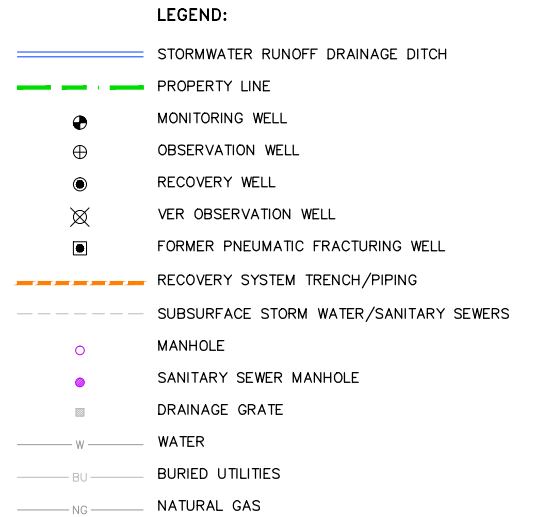 LEGEND:
STORMWATER RUNOFF DRAINAGE DITCH
PROPERTY LINE
MONITORING WELL
OBSERVATION WELL
RECOVERY WELL
VER OBSERVATION WELL
FORMER PNEUMATIC FRACTURING WELL
RECOVERY SYSTEM TRENCH/PIPING
SUBSURFACE STORM WATER/SANITARY SEWERS
MANHOLE
SANITARY SEWER MANHOLE
DRAINAGE GRATE
W WATER
BU BURIED UTILITIES
NG NATURAL GAS